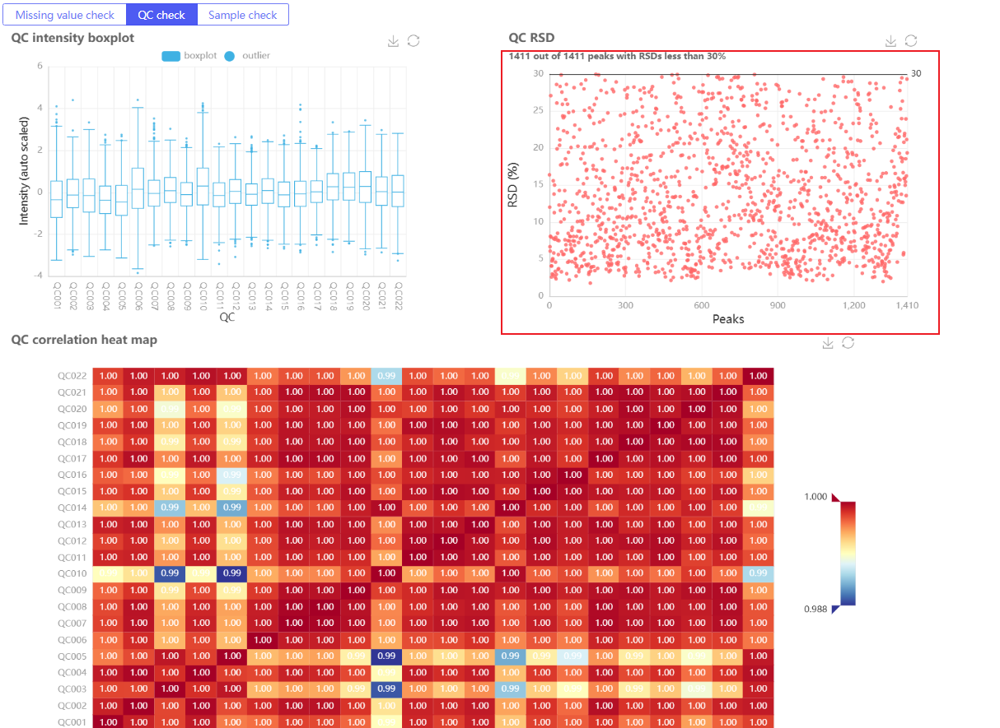 Missing value check QC check Sample check
QC intensity boxplot
boxplot outlier
Intensity (auto scaled)
6
4
2
0
-2
-4
QC001 QC002 QC003 QC004 QC005 QC006 QC007 QC008 QC009 QC010 QC011 QC012 QC013 QC014 QC015 QC016 QC017 QC018 QC019 QC020 QC021 QC022
QC
QC RSD
1411 out of 1411 peaks with RSDs less than 30%
RSD (%)
30 30
25
20
15
10
5
0
0 300 600 900 1,200 1,410
Peaks
QC correlation heat map
QC022 1.00 1.00 1.00 1.00 1.00 1.00 1.00 1.00 1.00 0.99 1.00 1.00 1.00 0.99 1.00 1.00 1.00 1.00 1.00 1.00 1.00 1.00
QC021 1.00 1.00 1.00 1.00 1.00 1.00 1.00 1.00 1.00 1.00 1.00 1.00 1.00 1.00 1.00 1.00 1.00 1.00 1.00 1.00 1.00 1.00
QC020 1.00 1.00 0.99 1.00 0.99 1.00 1.00 1.00 1.00 1.00 1.00 1.00 1.00 1.00 1.00 1.00 1.00 1.00 1.00 1.00 1.00 1.00
QC019 1.00 1.00 1.00 1.00 1.00 1.00 1.00 1.00 1.00 1.00 1.00 1.00 1.00 1.00 1.00 1.00 1.00 1.00 1.00 1.00 1.00 1.00
QC018 1.00 1.00 0.99 1.00 0.99 1.00 1.00 1.00 1.00 1.00 1.00 1.00 1.00 1.00 1.00 1.00 1.00 1.00 1.00 1.00 1.00 1.00
QC017 1.00 1.00 1.00 1.00 1.00 1.00 1.00 1.00 1.00 1.00 1.00 1.00 1.00 1.00 1.00 1.00 1.00 1.00 1.00 1.00 1.00 1.00
QC016 1.00 1.00 0.99 1.00 0.99 1.00 1.00 1.00 1.00 1.00 1.00 1.00 1.00 1.00 1.00 1.00 1.00 1.00 1.00 1.00 1.00 1.00
QC015 1.00 1.00 1.00 1.00 0.99 1.00 1.00 1.00 1.00 1.00 1.00 1.00 1.00 1.00 1.00 1.00 1.00 1.00 1.00 1.00 1.00 1.00
QC014 1.00 1.00 0.99 1.00 0.99 1.00 1.00 1.00 1.00 1.00 1.00 1.00 1.00 1.00 1.00 1.00 1.00 1.00 1.00 1.00 1.00 0.99
QC013 1.00 1.00 1.00 1.00 1.00 1.00 1.00 1.00 1.00 1.00 1.00 1.00 1.00 1.00 1.00 1.00 1.00 1.00 1.00 1.00 1.00 1.00
QC012 1.00 1.00 1.00 1.00 1.00 1.00 1.00 1.00 1.00 1.00 1.00 1.00 1.00 1.00 1.00 1.00 1.00 1.00 1.00 1.00 1.00 1.00
QC011 1.00 1.00 1.00 1.00 1.00 1.00 1.00 1.00 1.00 1.00 1.00 1.00 1.00 1.00 1.00 1.00 1.00 1.00 1.00 1.00 1.00 1.00
QC010 0.99 1.00 0.99 0.99 0.99 1.00 1.00 1.00 1.00 1.00 1.00 1.00 1.00 1.00 1.00 1.00 1.00 1.00 1.00 1.00 1.00 0.99
QC009 1.00 1.00 0.99 1.00 0.99 1.00 1.00 1.00 1.00 1.00 1.00 1.00 1.00 1.00 1.00 1.00 1.00 1.00 1.00 1.00 1.00 1.00
QC008 1.00 1.00 1.00 1.00 1.00 1.00 1.00 1.00 1.00 1.00 1.00 1.00 1.00 1.00 1.00 1.00 1.00 1.00 1.00 1.00 1.00 1.00
QC007 1.00 1.00 1.00 1.00 1.00 1.00 1.00 1.00 1.00 1.00 1.00 1.00 1.00 1.00 1.00 1.00 1.00 1.00 1.00 1.00 1.00 1.00
QC006 1.00 1.00 1.00 1.00 1.00 1.00 1.00 1.00 1.00 1.00 1.00 1.00 1.00 1.00 1.00 1.00 1.00 1.00 1.00 1.00 1.00 1.00
QC005 1.00 1.00 1.00 1.00 1.00 1.00 1.00 1.00 0.99 0.99 1.00 1.00 1.00 0.99 0.99 0.99 1.00 0.99 1.00 0.99 1.00 1.00
QC004 1.00 1.00 1.00 1.00 1.00 1.00 1.00 1.00 1.00 0.99 1.00 1.00 1.00 1.00 1.00 1.00 1.00 1.00 1.00 1.00 1.00 1.00
QC003 1.00 1.00 1.00 1.00 1.00 1.00 1.00 1.00 0.99 0.99 1.00 1.00 1.00 0.99 1.00 0.99 1.00 0.99 1.00 0.99 1.00 1.00
QC002 1.00 1.00 1.00 1.00 1.00 1.00 1.00 1.00 1.00 1.00 1.00 1.00 1.00 1.00 1.00 1.00 1.00 1.00 1.00 1.00 1.00 1.00
QC001 1.00 1.00 1.00 1.00 1.00 1.00 1.00 1.00 1.00 0.99 1.00 1.00 1.00 1.00 1.00 1.00 1.00 1.00 1.00 1.00 1.00 1.00
1.000
0.988